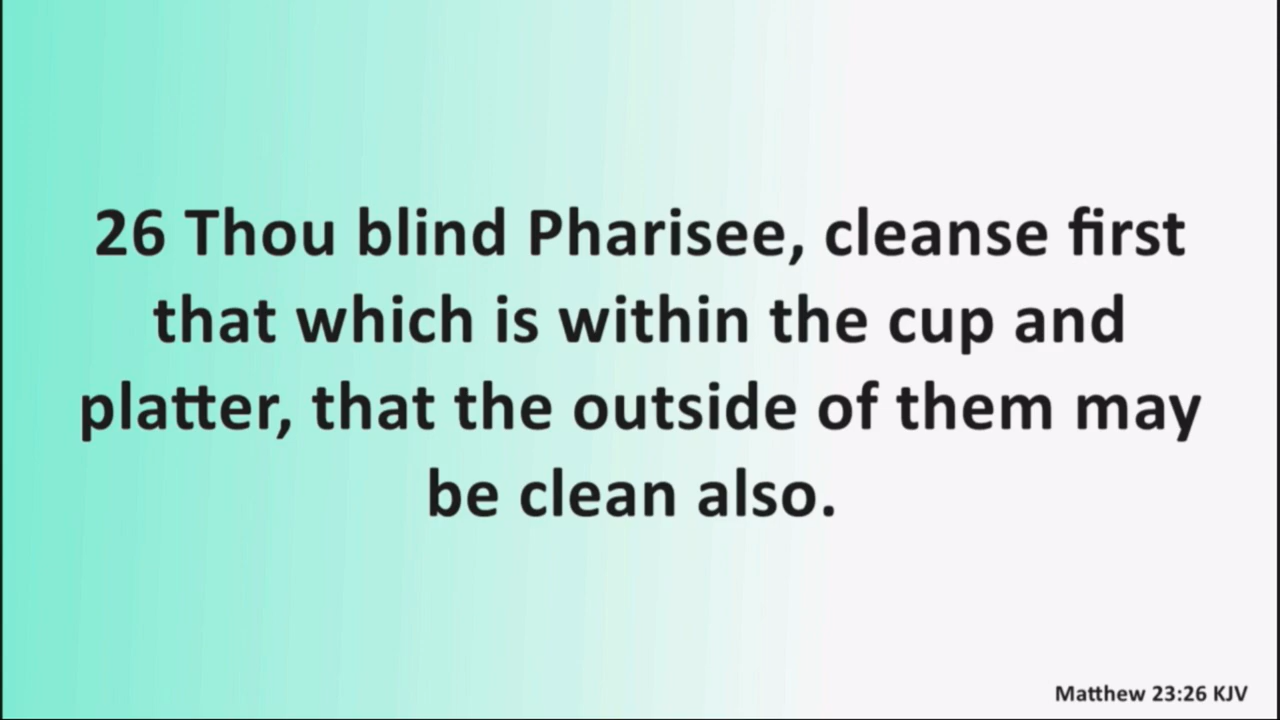 26 Thou blind Pharisee, cleanse first
that which is within the cup and
platter, that the outside of them may
be clean also.
Matthew 23:26 KJV